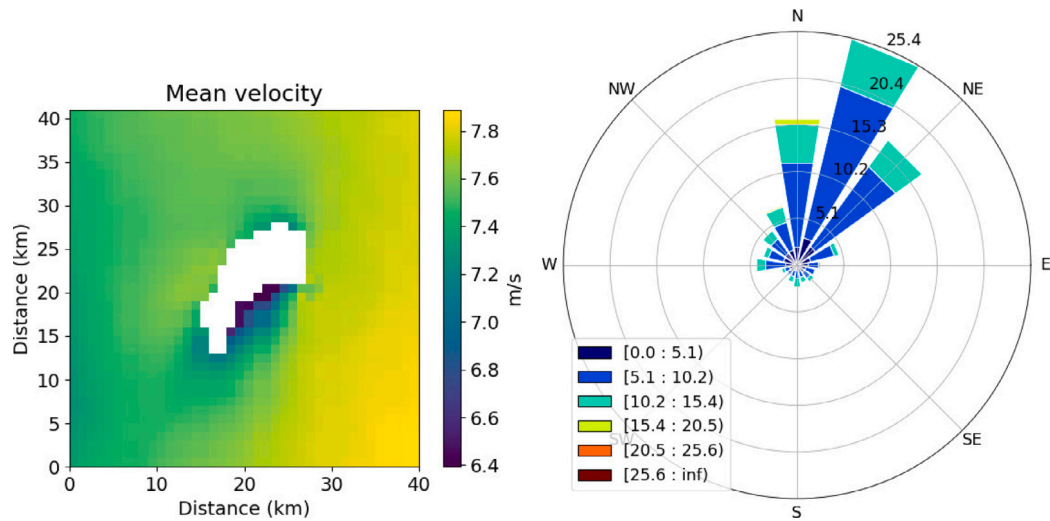 Mean velocity
40
35
30
25
20
15
10
5
0
Distance (km)
0
10
20
30
40
Distance (km)
7.8
7.6
7.4
7.2
7.0
6.8
6.6
6.4
m/s
N
25.4
20.4
15.3
10.2
5.1
NW
NE
W
E
SW
SE
S
[0.0 : 5.1)
[5.1 : 10.2)
[10.2 : 15.4)
[15.4 : 20.5)
[20.5 : 25.6)
[25.6 : inf)